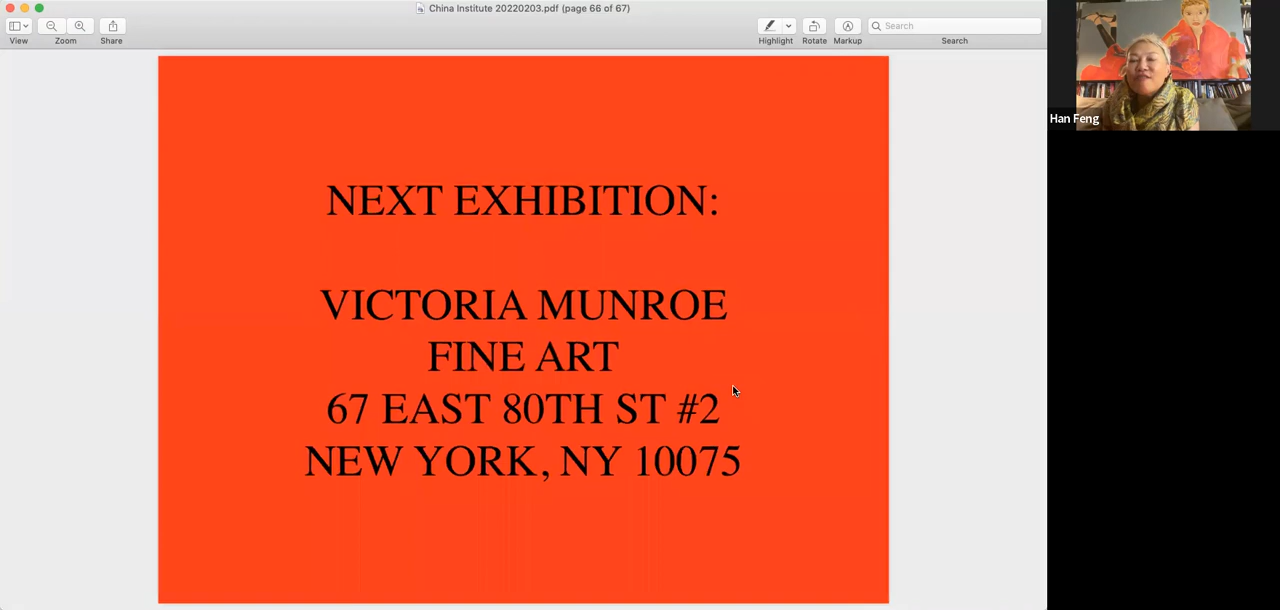 China Institute 20220203.pdf (page 66 of 67)
View
Zoom
Share
Highlight
Rotate
Markup
Search
Search
Han Feng
NEXT EXHIBITION:
VICTORIA MUNROE
FINE ART
67 EAST 80TH ST #2
NEW YORK, NY 10075